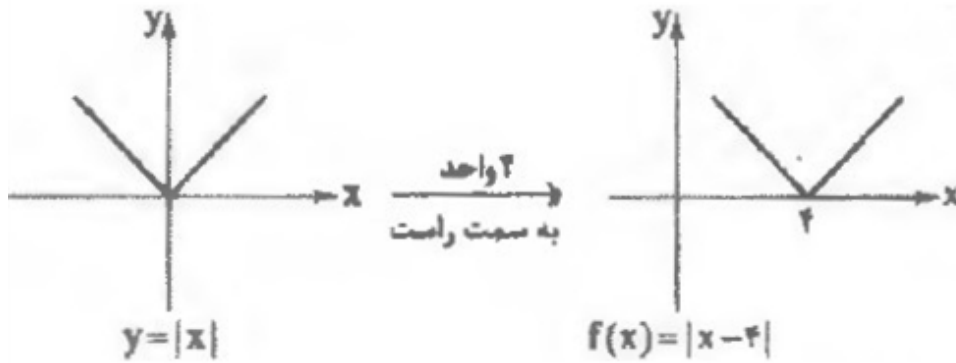 y
x
۴ واحد
به سمت راست
y
x
۴
y=|x|
f(x)=|x-۴|